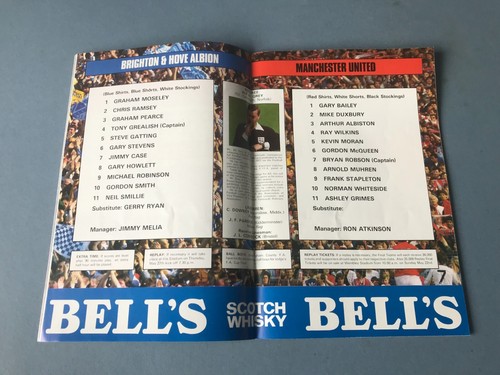 BRIGHTON & HOVE ALBION
(Blue Shirts, Blue Shorts, White Stockings)
1 GRAHAM MOSELEY
2 CHRIS RAMSEY
3 GRAHAM PEARCE
4 TONY GREALISH (Captain)
5 STEVE GATTING
6 GARY STEVENS
7 JIMMY CASE
8 GARY HOWLETT
9 MICHAEL ROBINSON
10 GORDON SMITH
11 NEIL SMILLIE
Substitute: GERRY RYAN
Manager: JIMMY MELIA
EXTRA TIME:
REPLAY:
MANCHESTER UNITED
(Red Shirts, White Shorts, Black Stockings)
1 GARY BAILEY
2 MIKE DUXBURY
3 ARTHUR ALBISTON
4 RAY WILKINS
5 KEVIN MORAN
6 GORDON McQUEEN
7 BRYAN ROBSON (Captain)
8 ARNOLD MUHREN
9 FRANK STAPLETON
10 NORMAN WHITESIDE
11 ASHLEY GRIMES
Substitute:
Manager: RON ATKINSON
REPLAY TICKETS:
7
BELL'S
SCOTCH
WHISKY
BELL'S